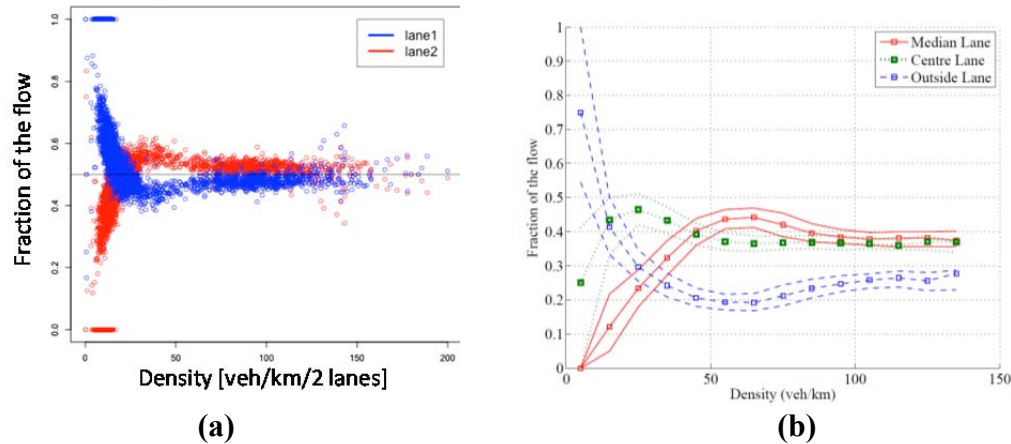 lane1
lane2
Fraction of the flow
0.0
0.2
0.4
0.6
0.8
1.0
0
50
100
150
200
Density [veh/km/2 lanes]
(a)
Median Lane
Centre Lane
Outside Lane
Fraction of the flow
1
0.9
0.8
0.7
0.6
0.5
0.4
0.3
0.2
0.1
0
0
50
100
150
Density (veh/km)
(b)